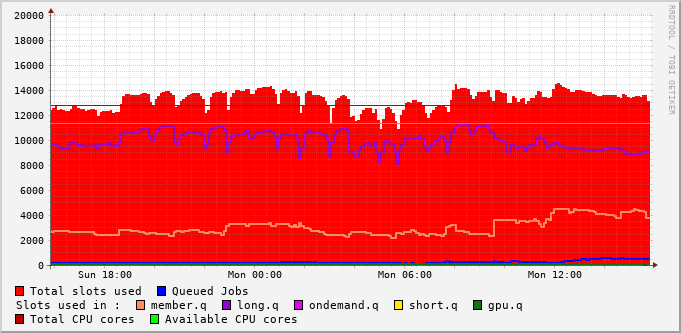 20000
18000
16000
14000
12000
10000
8000
6000
4000
2000
0
Sun 18:00 Mon 00:00 Mon 06:00 Mon 12:00
RRDTOOL / TOBI OETIKER
Total slots used Queued Jobs
Slots used in : member.q long.q ondemand.q short.q gpu.q
Total CPU cores Available CPU cores